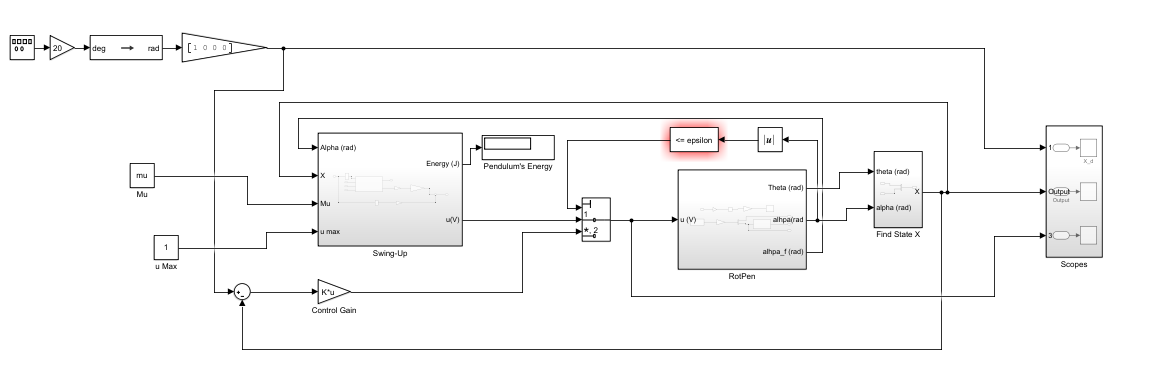 20
deg
rad
[1 0 0 0]
Alpha (rad)
X
Mu
u max
Energy (J)
u(V)
Swing-Up
Pendulum's Energy
<= epsilon
|u|
mu
Mu
1
u Max
+
-
K*u
Control Gain
1
*, 2
u (V)
Theta (rad)
alhpa(rad
alhpa_f (rad)
RotPen
theta (rad)
alpha (rad)
X
Find State X
1
X_d
Output
Output
3
Scopes